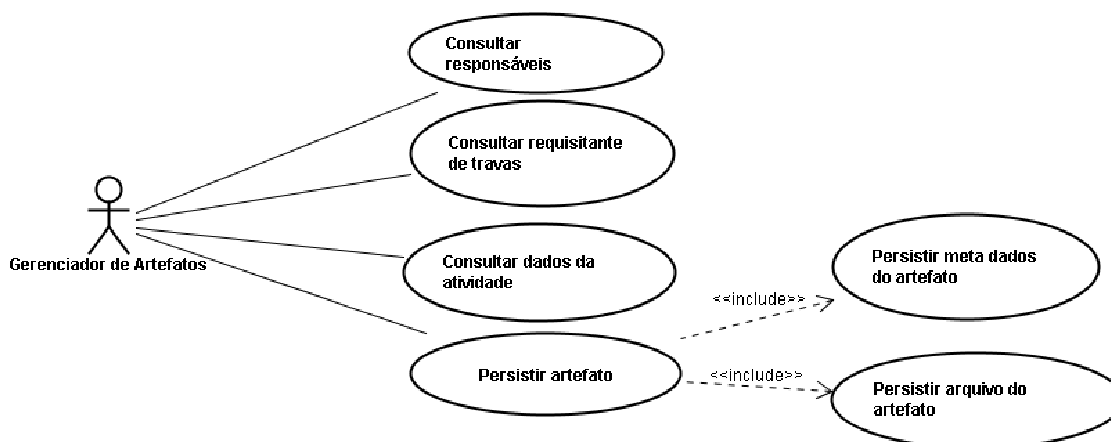 Consultar
responsáveis
Consultar requisitante
de travas
Gerenciador de Artefatos
Consultar dados da
atividade
Persistir meta dados
do artefato
<<include>>
Persistir artefato
<<include>>
Persistir arquivo do
artefato